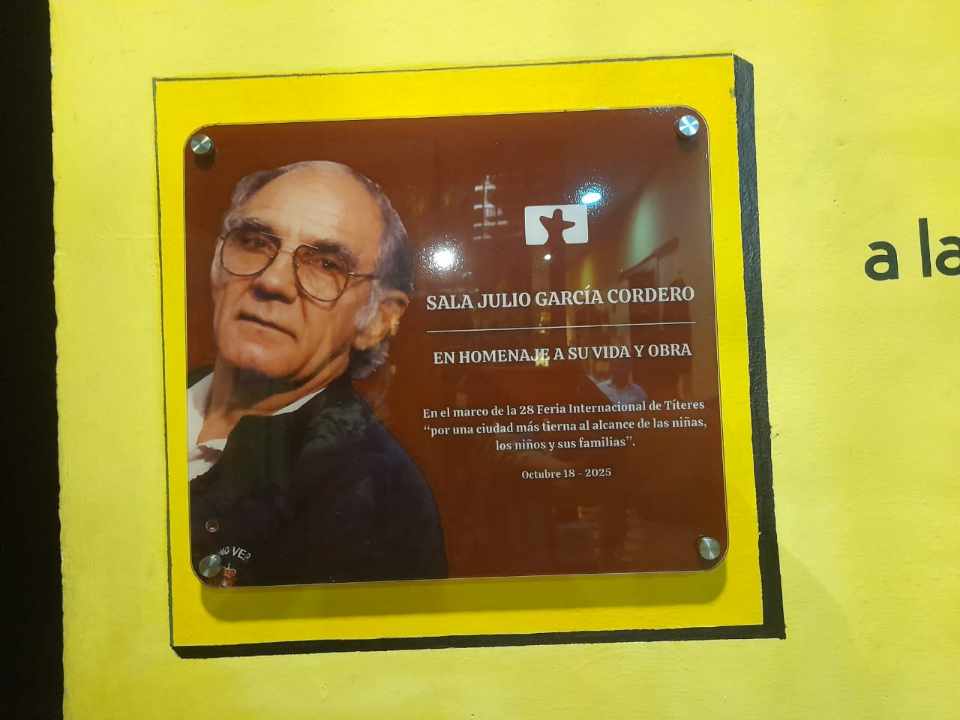 SALA JULIO GARCÍA CORDERO
EN HOMENAJE A SU VIDA Y OBRA
En el marco de la 28 Feria Internacional de Títeres
“por una ciudad más tierna al alcance de las niñas,
los niños y sus familias”.
Octubre 18 - 2025
a la